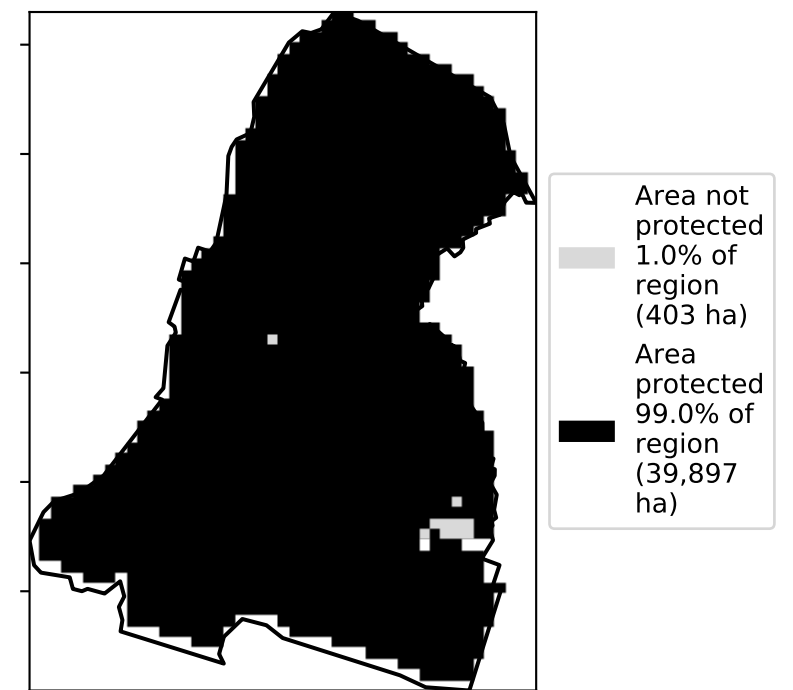 Area not
protected
1.0% of
region
(403 ha)
Area
protected
99.0% of
region
(39,897
ha)